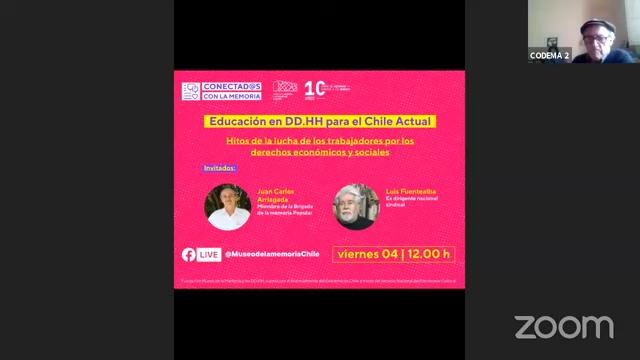 CODEMA 2
CONECTAD@S
CON LA MEMORIA
10
Educación en DD.HH para el Chile Actual
Hitos de la lucha de los trabajadores por los
derechos económicos y sociales
Invitados:
Juan Carlos
Arriagada
Miembro de la Brigada
de la memoria Popular
Luis Fuentealba
Ex dirigente nacional
sindical
LIVE
@MuseodelamemoriaChile
viernes 04 | 12.00 h
zoom